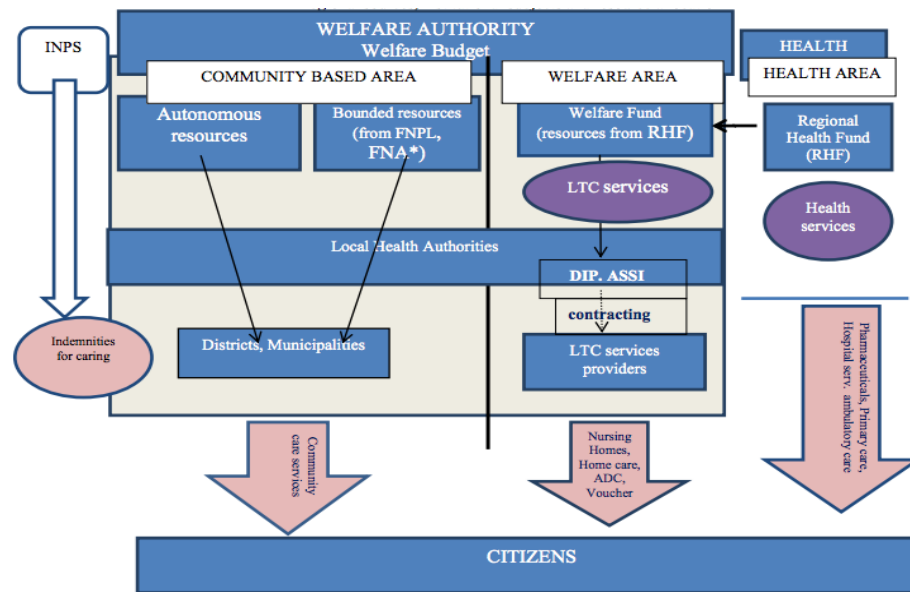 WELFARE AUTHORITY
Welfare Budget
INPS
HEALTH
COMMUNITY BASED AREA
WELFARE AREA
HEALTH AREA
Autonomous
resources
Bounded resources
(from FNPL,
FNA*)
Welfare Fund
(resources from RHF)
Regional
Health Fund
(RHF)
LTC services
Health
services
Local Health Authorities
DIP. ASSI
contracting
Indemnities
for caring
Districts, Municipalities
LTC services
providers
Pharmaceuticals, Primary care,
Hospital serv. ambulatory care
Community
care services
Nursing
Homes,
Home care,
ADC,
Voucher
CITIZENS